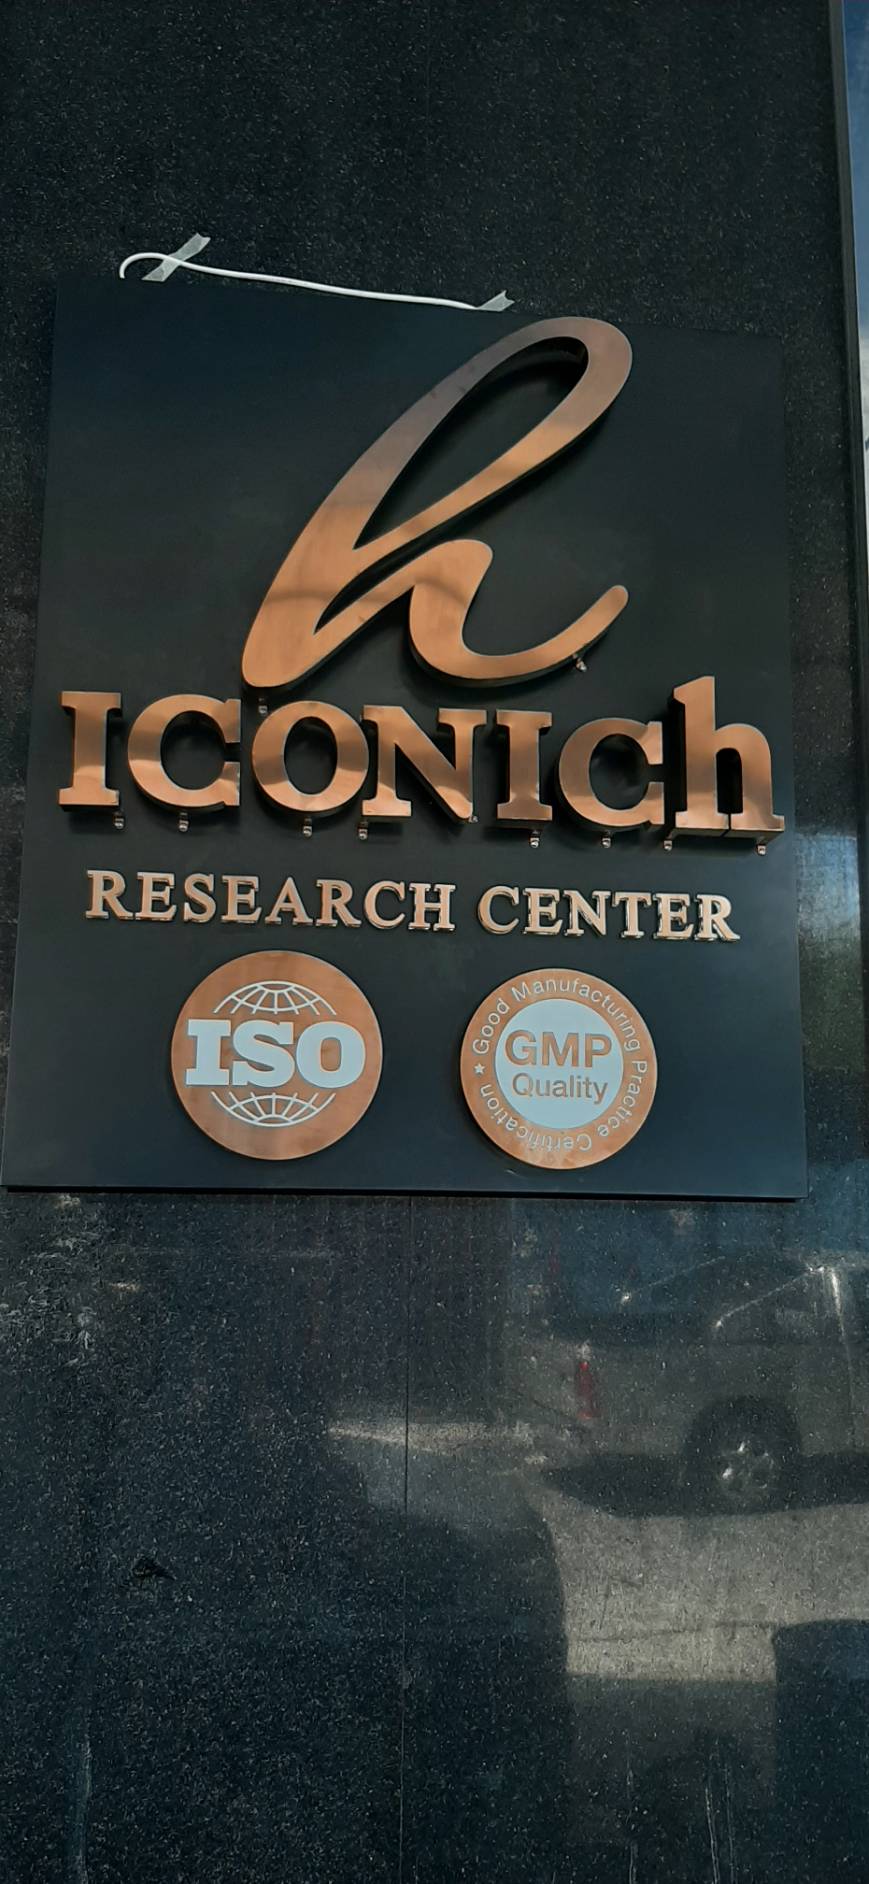 h
ICONICh
RESEARCH CENTER
ISO
Good Manufacturing Practice Certification ★
GMP
Quality